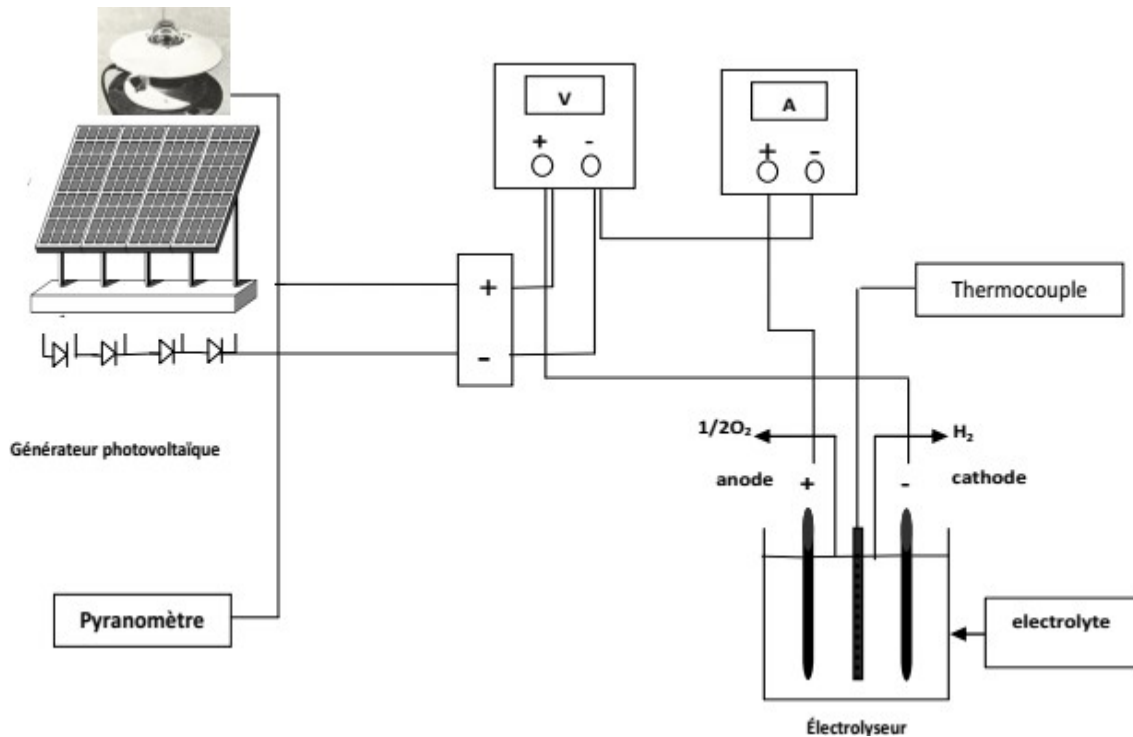 V
+ -
A
+ -
+
-
Thermocouple
Générateur photovoltaïque
1/2O₂
H₂
anode + - cathode
Pyranomètre
electrolyte
Électrolyseur